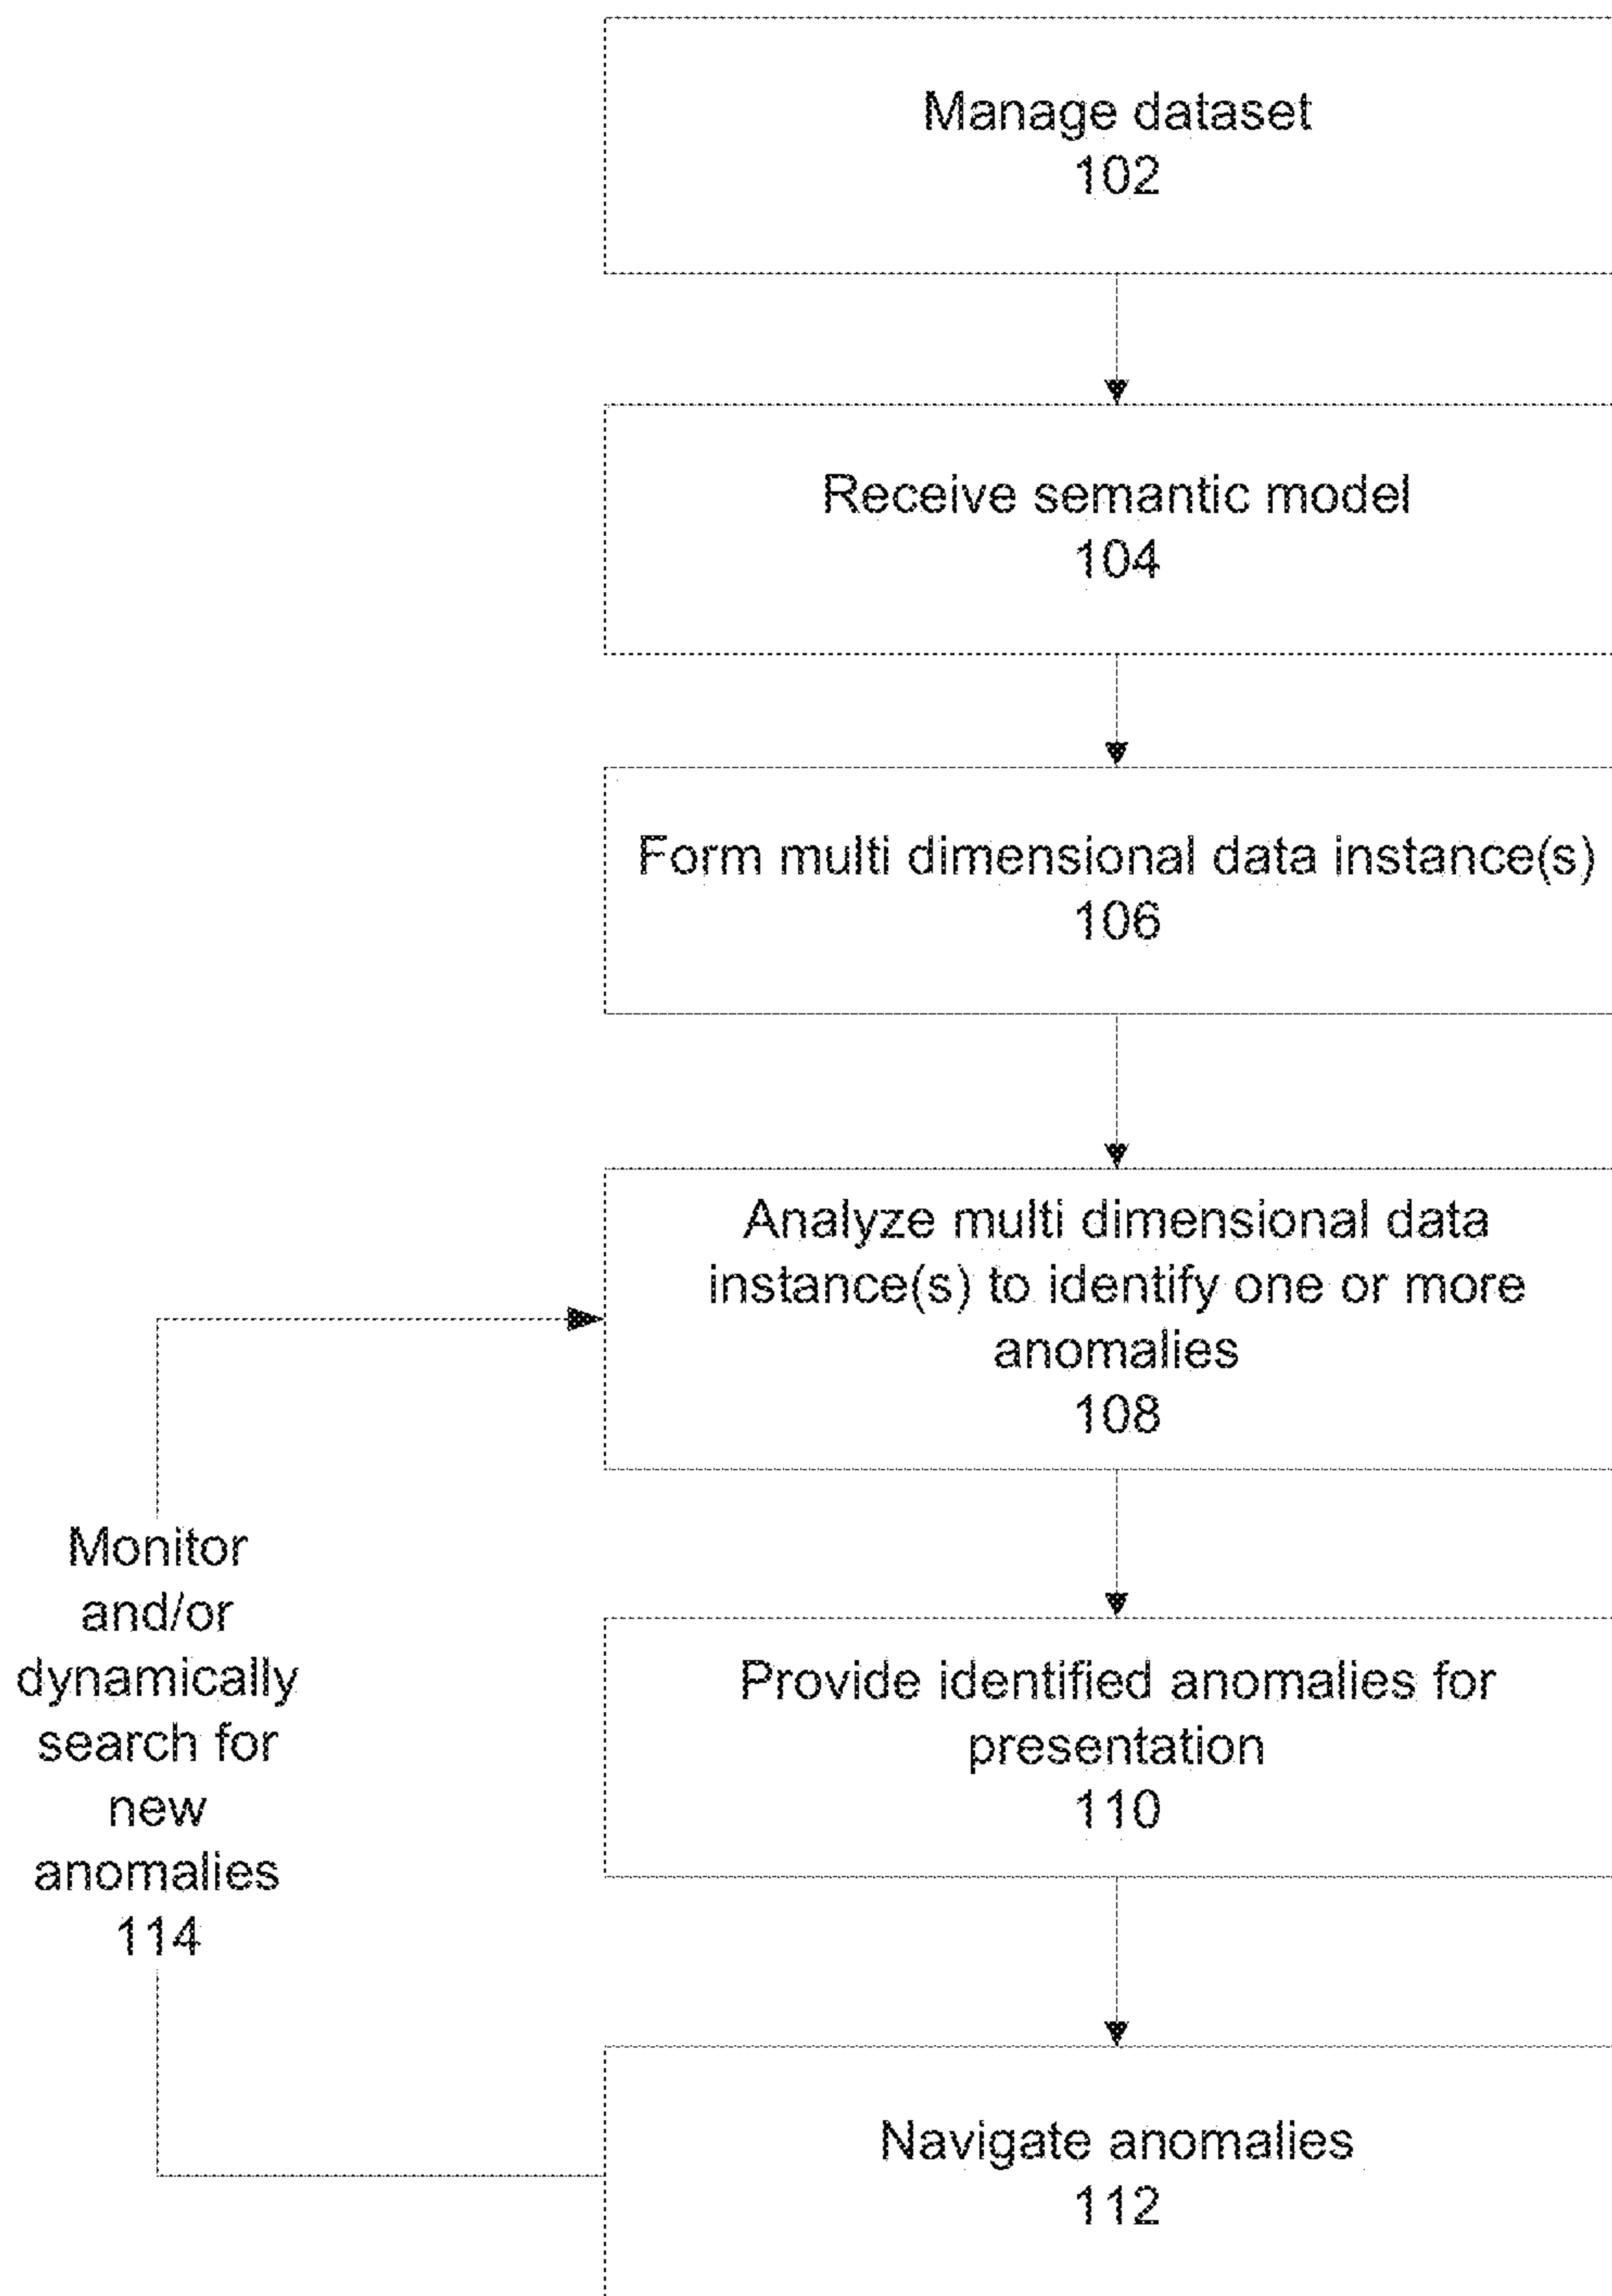 Manage dataset
102
Receive semantic model
104
Form multi dimensional data instance(s)
106
Analyze multi dimensional data
instance(s) to identify one or more
anomalies
108
Monitor
and/or
dynamically
search for
new
anomalies
114
Provide identified anomalies for
presentation
110
Navigate anomalies
112